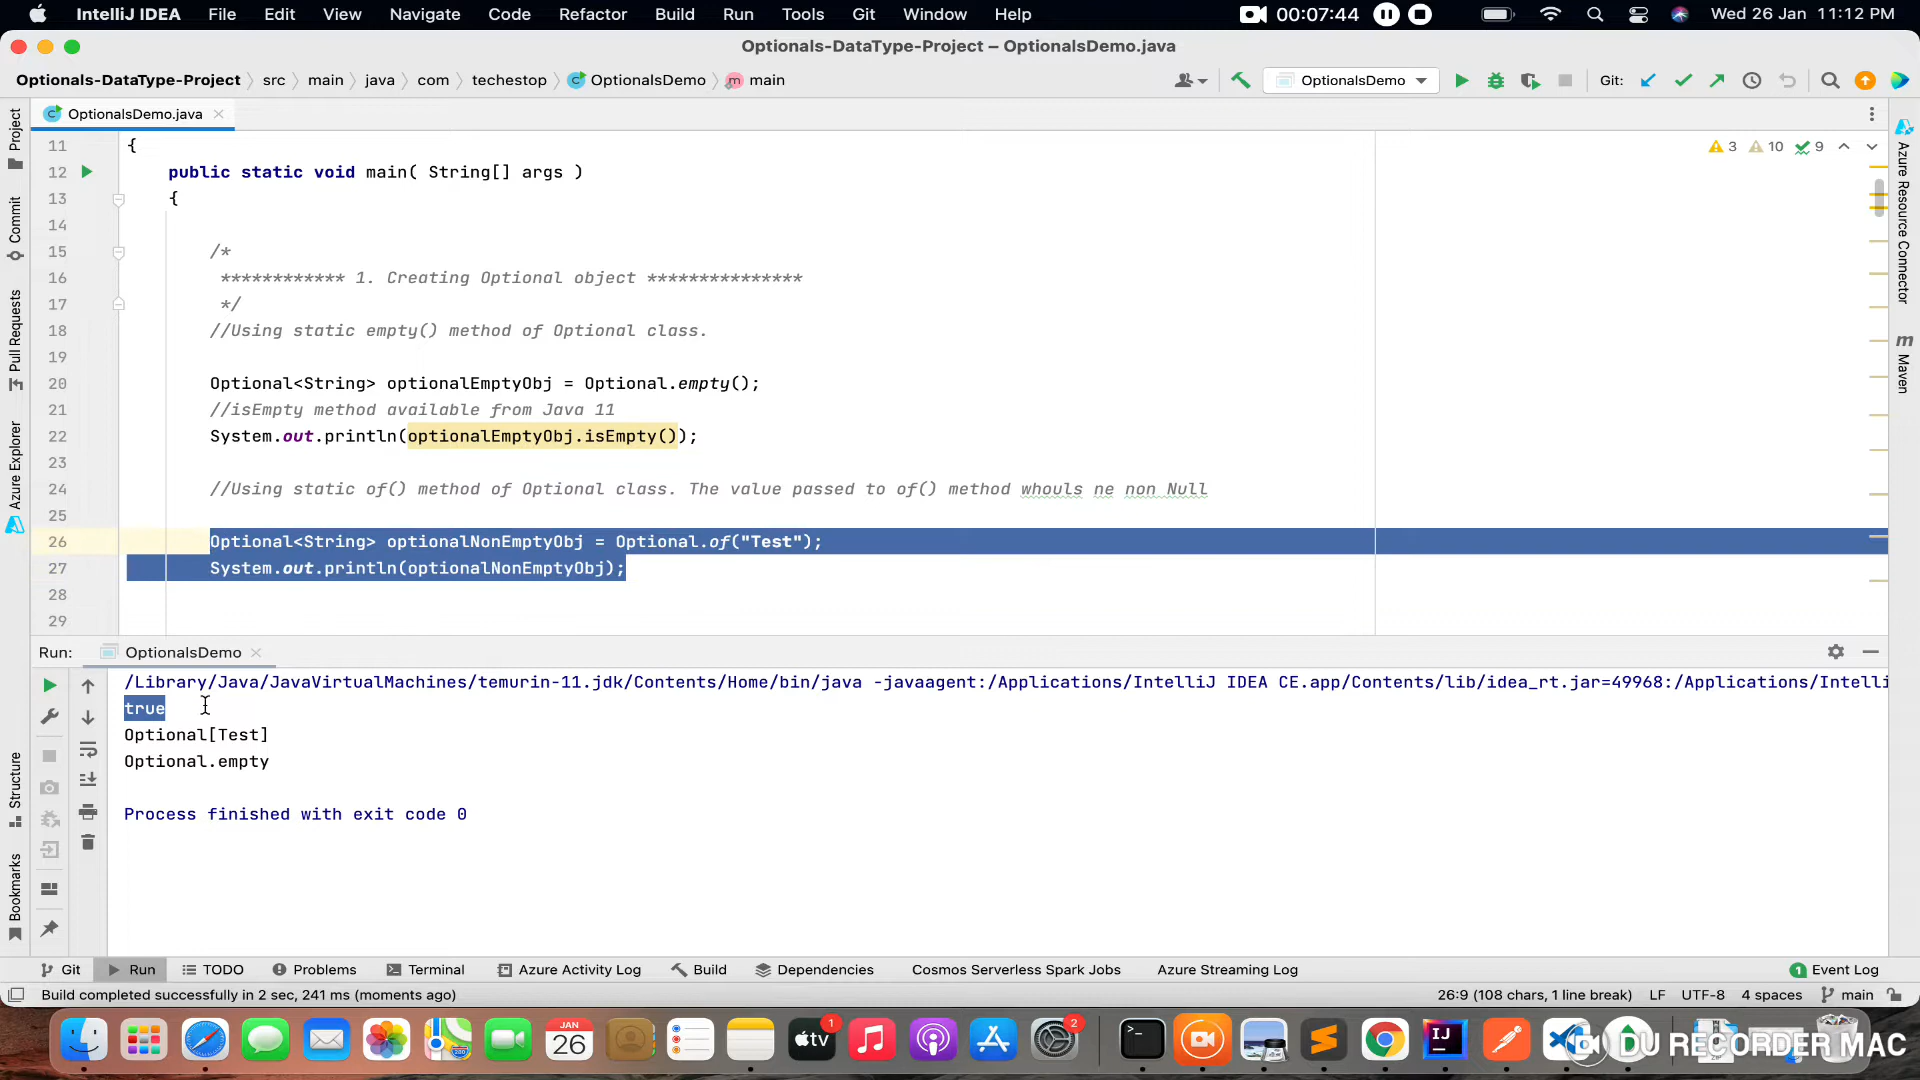 IntelliJ IDEA File Edit View Navigate Code Refactor Build Run Tools Git Window Help 00:07:44 Wed 26 Jan 11:12 PM
Optionals-DataType-Project – OptionalsDemo.java
Optionals-DataType-Project src main java com techestop OptionalsDemo main OptionalsDemo Git:
OptionalsDemo.java
11 {
3 10 9
12 public static void main( String[] args )
13 {
14
15 /*
16 ************ 1. Creating Optional object ***************
17 */
18 //Using static empty() method of Optional class.
19
20 Optional<String> optionalEmptyObj = Optional.empty();
21 //isEmpty method available from Java 11
22 System.out.println(optionalEmptyObj.isEmpty());
23
24 //Using static of() method of Optional class. The value passed to of() method whouls ne non Null
25
26 Optional<String> optionalNonEmptyObj = Optional.of("Test");
27 System.out.println(optionalNonEmptyObj);
28
29
Project
Commit
Pull Requests
Azure Explorer
Structure
Bookmarks
Azure Resource Connector
m Maven
Run: OptionalsDemo
/Library/Java/JavaVirtualMachines/temurin-11.jdk/Contents/Home/bin/java -javaagent:/Applications/IntelliJ IDEA CE.app/Contents/lib/idea_rt.jar=49968:/Applications/Intelli
true
Optional[Test]
Optional.empty
Process finished with exit code 0
Git Run TODO Problems Terminal Azure Activity Log Build Dependencies Cosmos Serverless Spark Jobs Azure Streaming Log 1 Event Log
Build completed successfully in 2 sec, 241 ms (moments ago) 26:9 (108 chars, 1 line break) LF UTF-8 4 spaces main
JAN
26
tv
1
2
IJ
DU RECORDER MAC